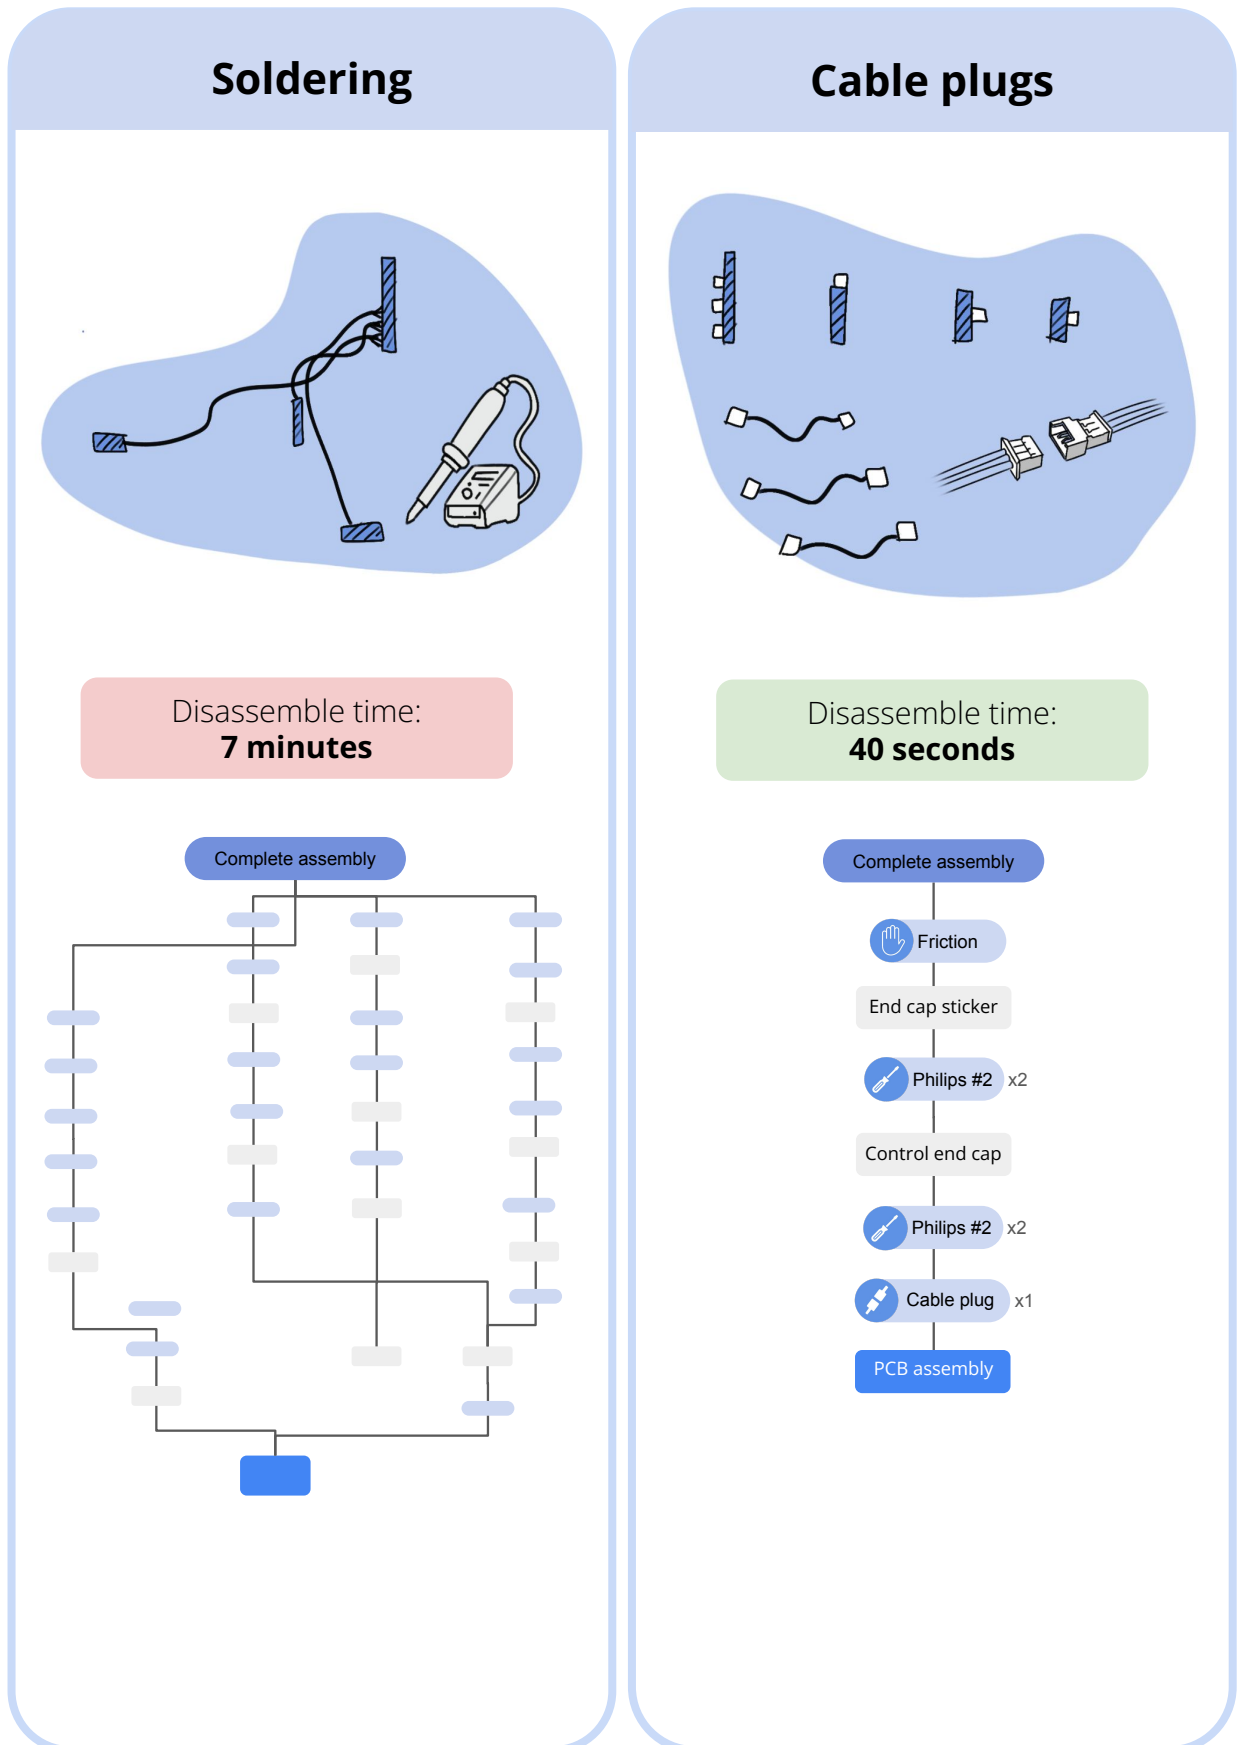 Soldering
Disassemble time:
7 minutes
Complete assembly
Cable plugs
Disassemble time:
40 seconds
Complete assembly
Friction
End cap sticker
Philips #2 x2
Control end cap
Philips #2 x2
Cable plug x1
PCB assembly